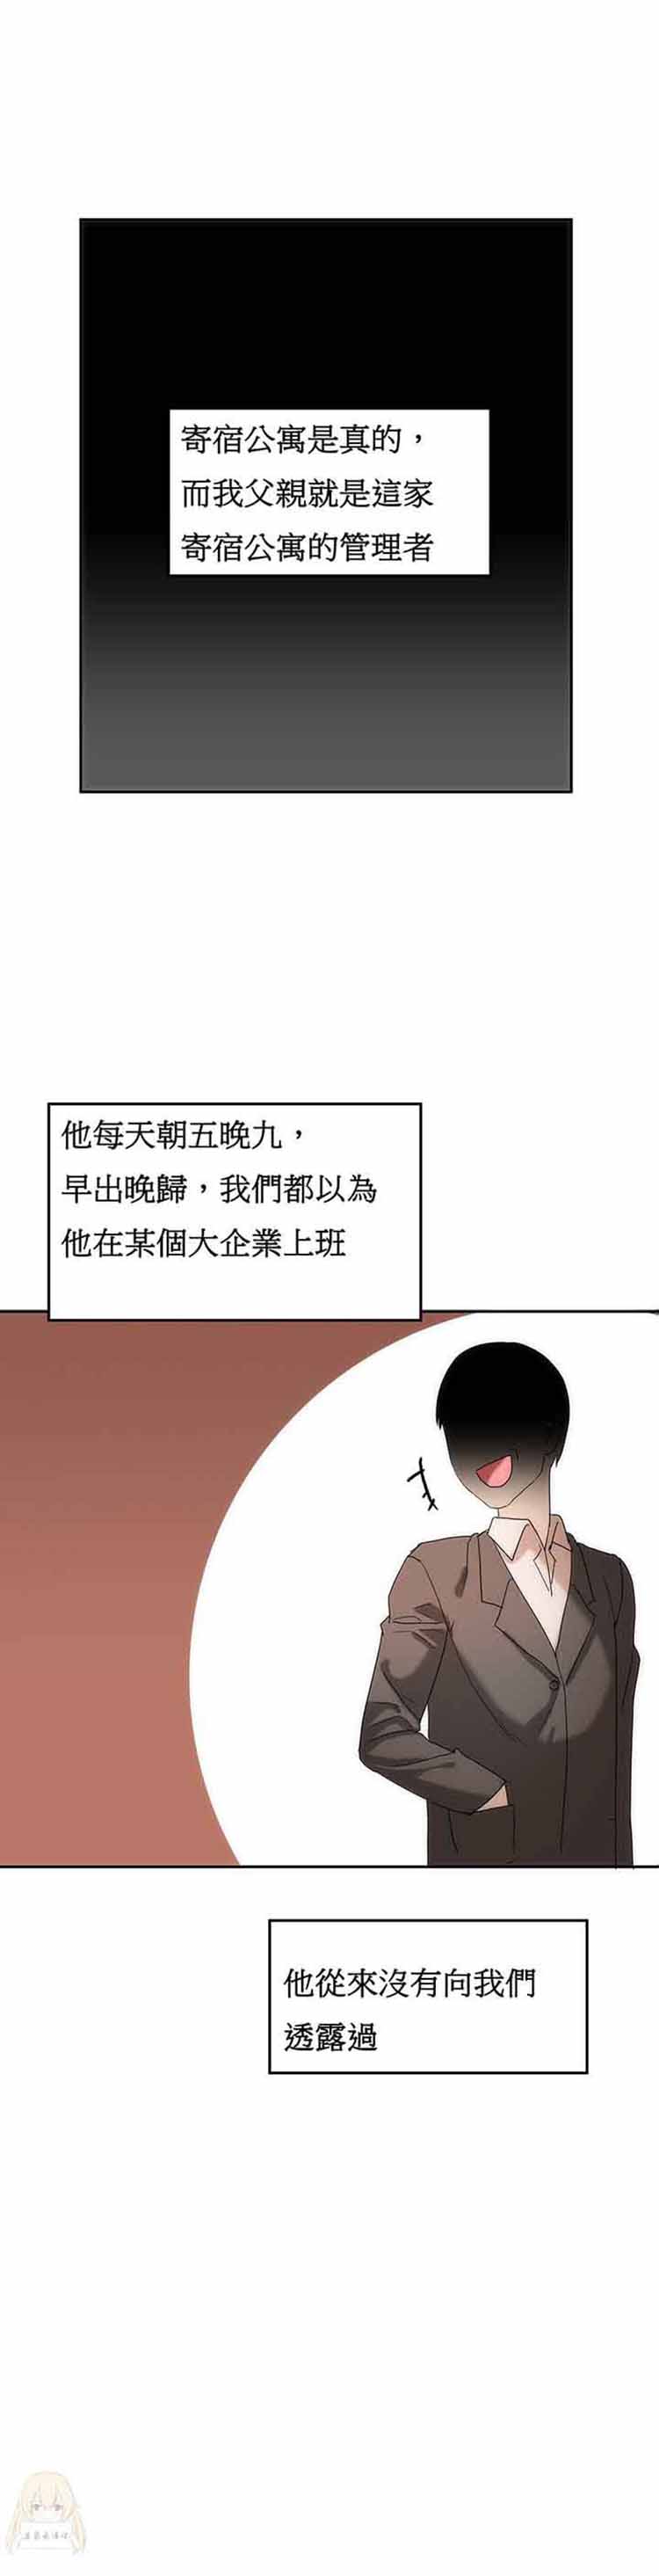 寄宿公寓是真的，
而我父親就是這家
寄宿公寓的管理者
他每天朝五晚九，
早出晚歸，我們都以為
他在某個大企業上班
他從來沒有向我們
透露過